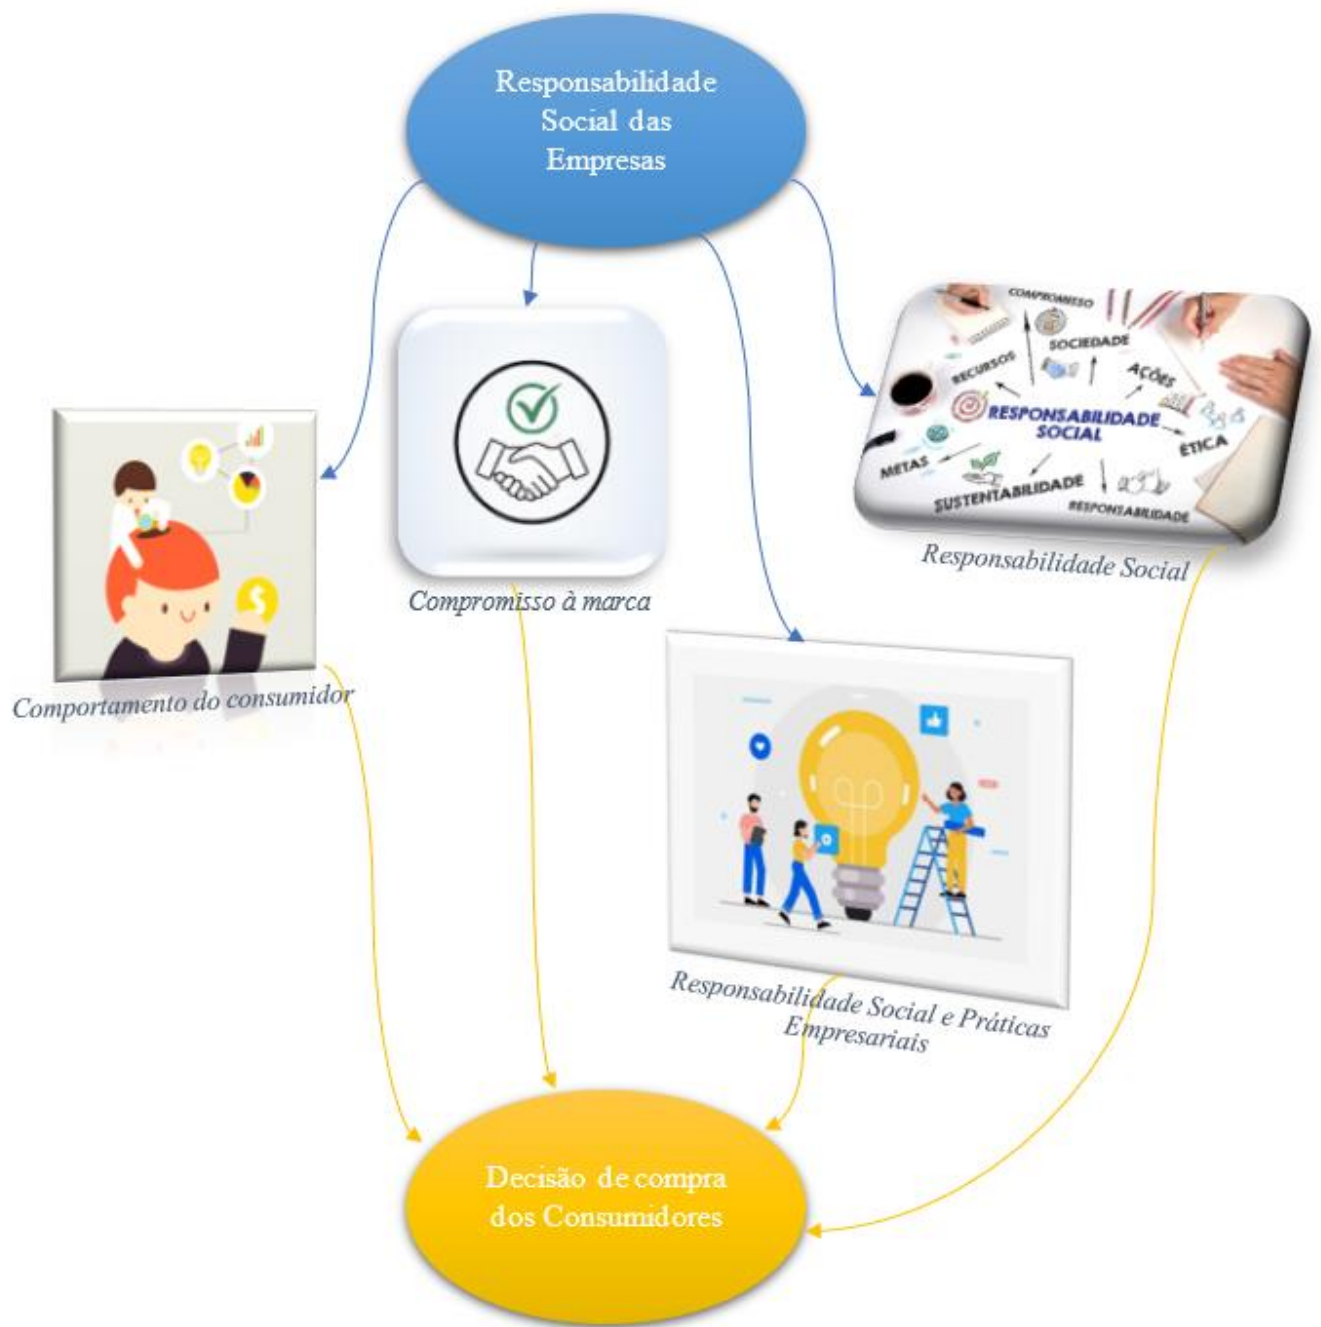 Responsabilidade
Social das
Empresas
COMPROMISSO
SOCIEDADE
RECURSOS
AÇÕES
RESPONSABILIDADE
SOCIAL
ÉTICA
METAS
SUSTENTABILIDADE
RESPONSABILIDADE
Responsabilidade Social
Compromisso à marca
$
Comportamento do consumidor
Responsabilidade Social e Práticas
Empresariais
Decisão de compra
dos Consumidores